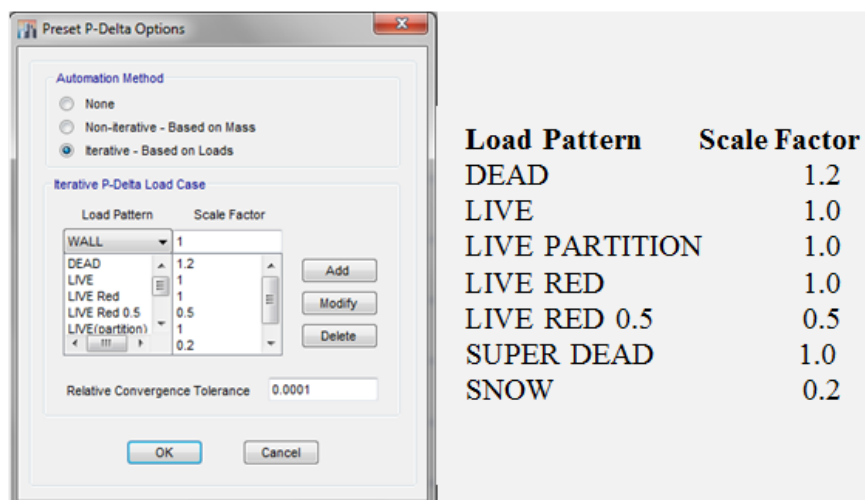 Preset P-Delta Options
Automation Method
None
Non-iterative - Based on Mass
Iterative - Based on Loads
Iterative P-Delta Load Case
Load Pattern Scale Factor
WALL 1
DEAD 1.2
LIVE 1
LIVE Red 1
LIVE Red 0.5 0.5
LIVE(partition) 1
0.2
Add
Modify
Delete
Relative Convergence Tolerance 0.0001
OK Cancel
Load Pattern Scale Factor
DEAD 1.2
LIVE 1.0
LIVE PARTITION 1.0
LIVE RED 1.0
LIVE RED 0.5 0.5
SUPER DEAD 1.0
SNOW 0.2